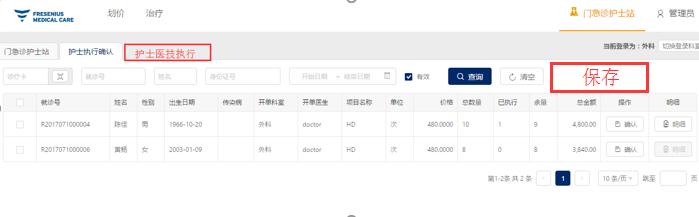 FRESENIUS
MEDICAL CARE
划价
治疗
门急诊护士站
管理员
门急诊护士站
护士执行确认
护士医技执行
当前登录为:外科
切换登录科室
诊疗卡
就诊号
姓名
身份证号
开始日期 ~ 结束日期
有效
查询
清空
保存
就诊号 姓名 性别 出生日期 传染病 开单科室 开单医生 项目名称 单位 价格 总数量 已执行 余量 总金额 操作 明细
R2017071000004 陈佳 男 1966-10-20 外科 doctor HD 次 480.0000 10 1 9 4,800.00 确认 明细
R2017071000006 黄杨 女 2003-01-09 外科 doctor HD 次 480.0000 8 0 8 3,840.00 确认 明细
第1-2条 共 2 条
1
10 条/页
跳至
页